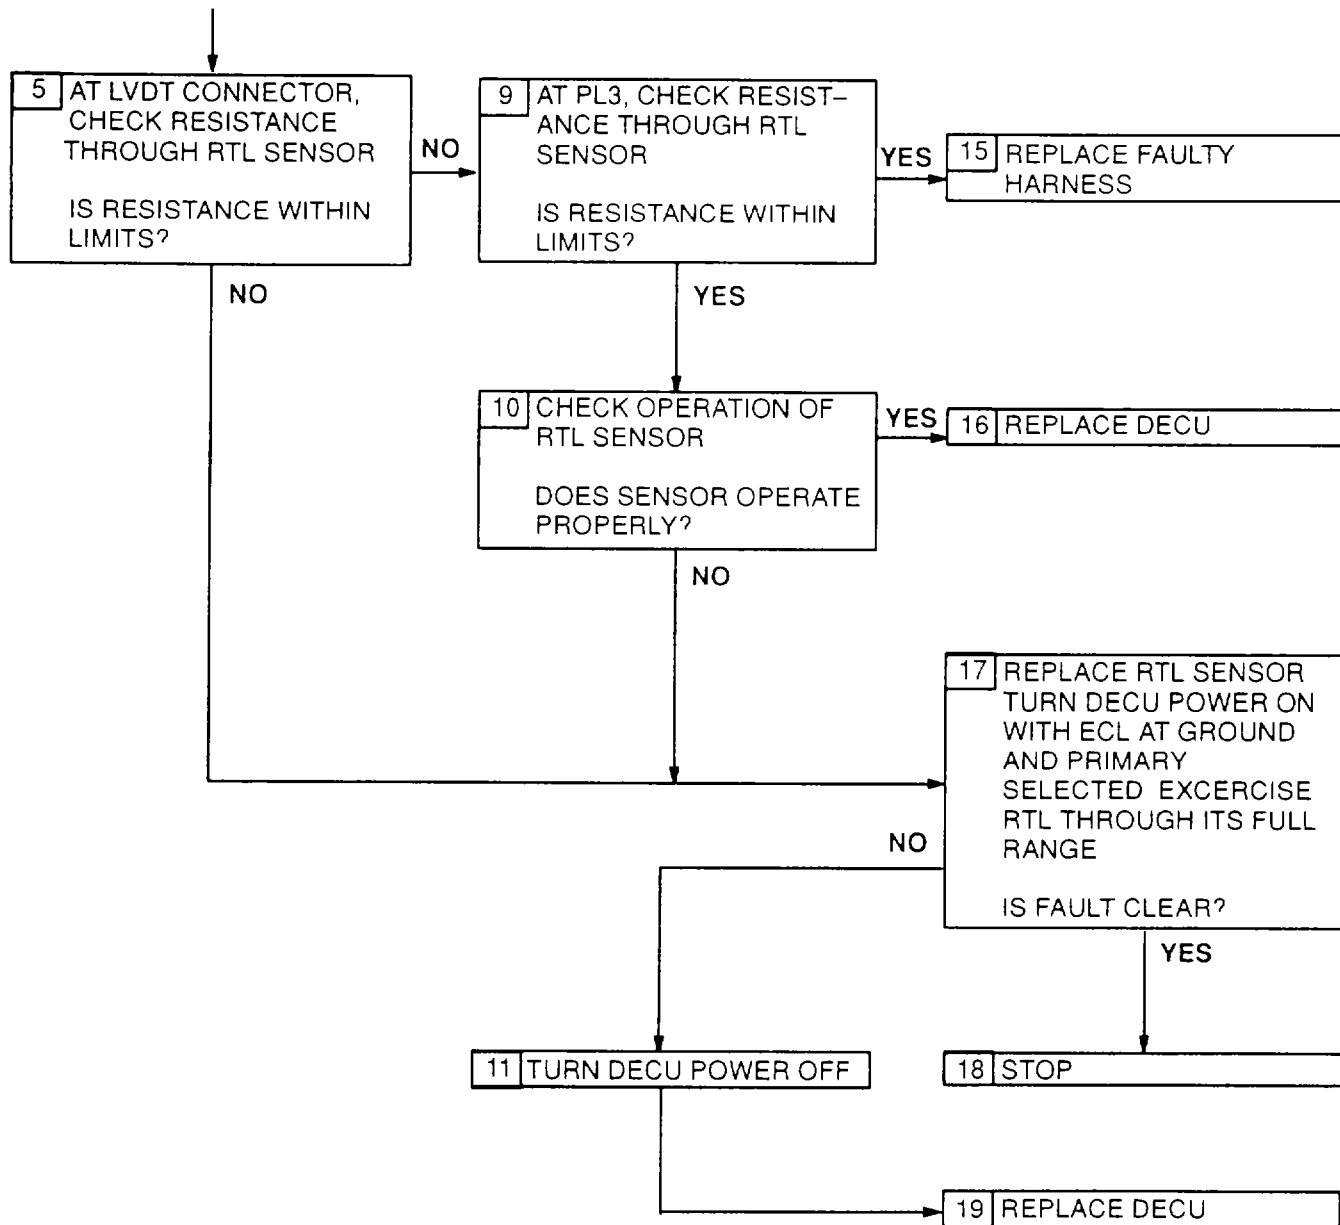 5 AT LVDT CONNECTOR,
CHECK RESISTANCE
THROUGH RTL SENSOR
IS RESISTANCE WITHIN
LIMITS?
NO
9 AT PL3, CHECK RESIST–
ANCE THROUGH RTL
SENSOR
IS RESISTANCE WITHIN
LIMITS?
YES
15 REPLACE FAULTY
HARNESS
NO
YES
10 CHECK OPERATION OF
RTL SENSOR
DOES SENSOR OPERATE
PROPERLY?
YES
16 REPLACE DECU
NO
17 REPLACE RTL SENSOR
TURN DECU POWER ON
WITH ECL AT GROUND
AND PRIMARY
SELECTED EXCERCISE
RTL THROUGH ITS FULL
RANGE
IS FAULT CLEAR?
NO
YES
11 TURN DECU POWER OFF
18 STOP
19 REPLACE DECU